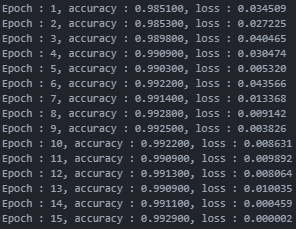 Epoch : 1, accuracy : 0.985100, loss : 0.034509
Epoch : 2, accuracy : 0.985300, loss : 0.027225
Epoch : 3, accuracy : 0.989800, loss : 0.040465
Epoch : 4, accuracy : 0.990900, loss : 0.030474
Epoch : 5, accuracy : 0.990300, loss : 0.005320
Epoch : 6, accuracy : 0.992200, loss : 0.043566
Epoch : 7, accuracy : 0.991400, loss : 0.013368
Epoch : 8, accuracy : 0.992800, loss : 0.009142
Epoch : 9, accuracy : 0.992500, loss : 0.003826
Epoch : 10, accuracy : 0.992200, loss : 0.008631
Epoch : 11, accuracy : 0.990900, loss : 0.009892
Epoch : 12, accuracy : 0.991300, loss : 0.008064
Epoch : 13, accuracy : 0.990900, loss : 0.010035
Epoch : 14, accuracy : 0.991100, loss : 0.000459
Epoch : 15, accuracy : 0.992900, loss : 0.000002